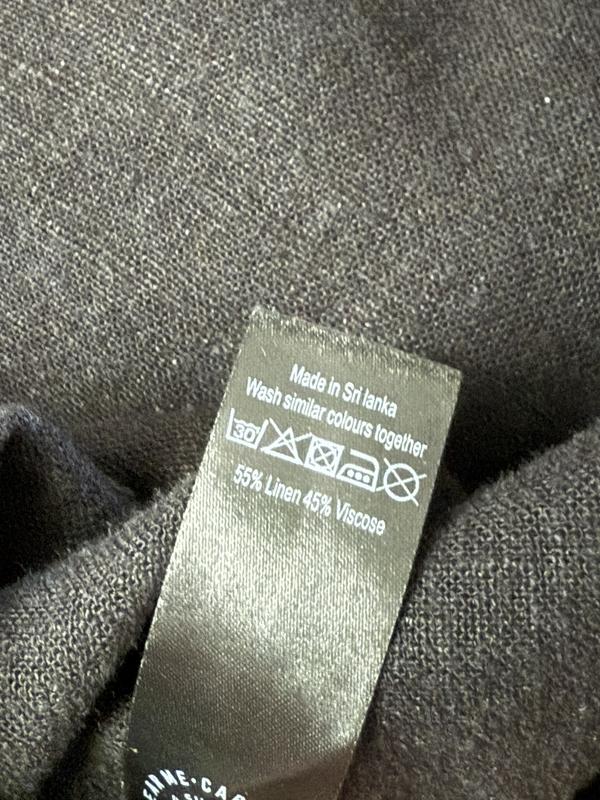 Made in Sri lanka
Wash similar colours together
30
55% Linen 45% Viscose